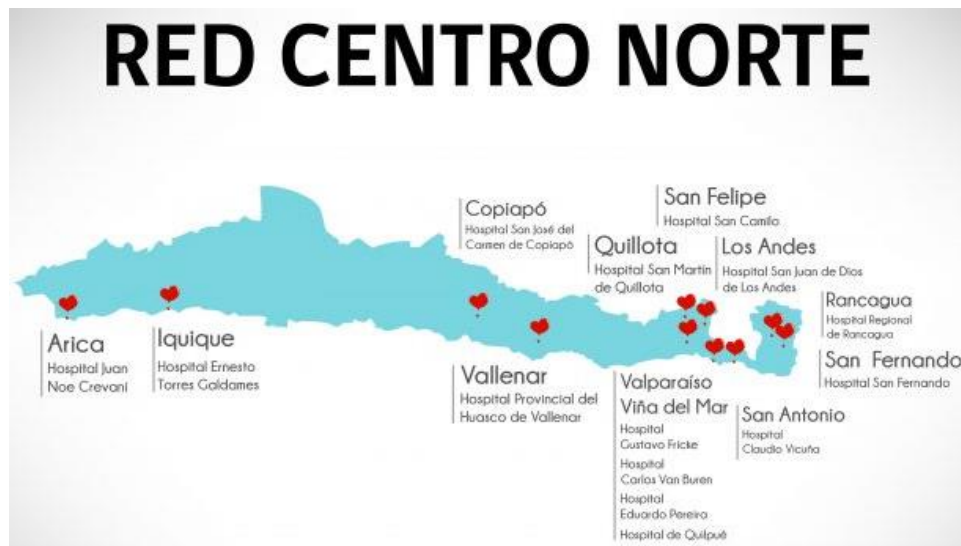 RED CENTRO NORTE
San Felipe
Hospital San Camilo
Copiapó
Hospital San José del
Carmen de Copiapó
Quillota
Hospital San Martín
de Quillota
Los Andes
Hospital San Juan de Dios
de Los Andes
Rancagua
Hospital Regional
de Rancagua
San Fernando
Hospital San Fernando
Arica
Hospital Juan
Noe Crevani
Iquique
Hospital Ernesto
Torres Galdames
Vallenar
Hospital Provincial del
Huasco de Vallenar
Valparaíso
Viña del Mar
Hospital
Gustavo Fricke
Hospital
Carlos Van Buren
Hospital
Eduardo Pereira
Hospital de Quilpué
San Antonio
Hospital
Claudio Vicuña